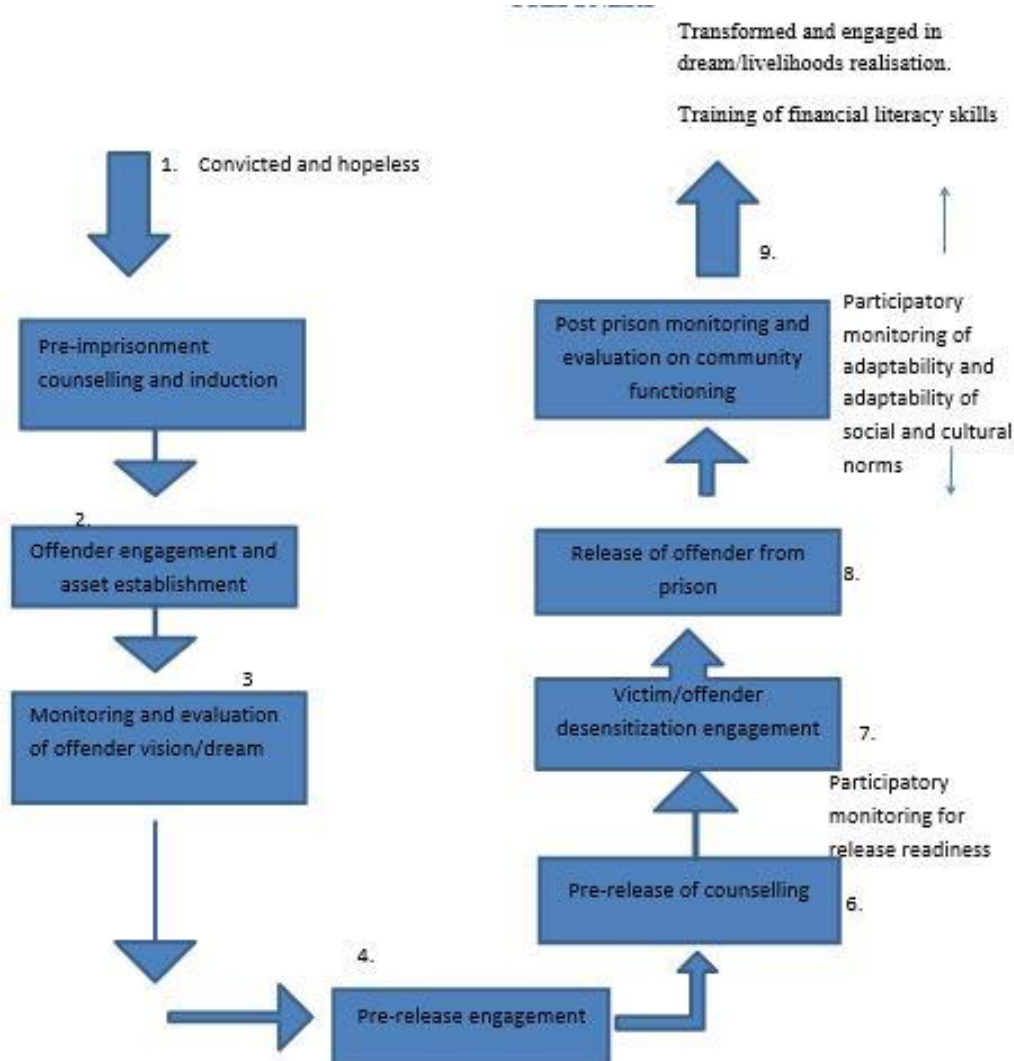 1. Convicted and hopeless
Pre-imprisonment
counselling and induction
2.
Offender engagement and
asset establishment
3
Monitoring and evaluation
of offender vision/dream
4.
Pre-release engagement
Pre-release of counselling
6.
Participatory
monitoring for
release readiness
Victim/offender
desensitization engagement
7.
Release of offender from
prison
8.
Post prison monitoring and
evaluation on community
functioning
Participatory
monitoring of
adaptability and
adaptability of
social and cultural
norms
9.
Transformed and engaged in
dream/livelihoods realisation.
Training of financial literacy skills